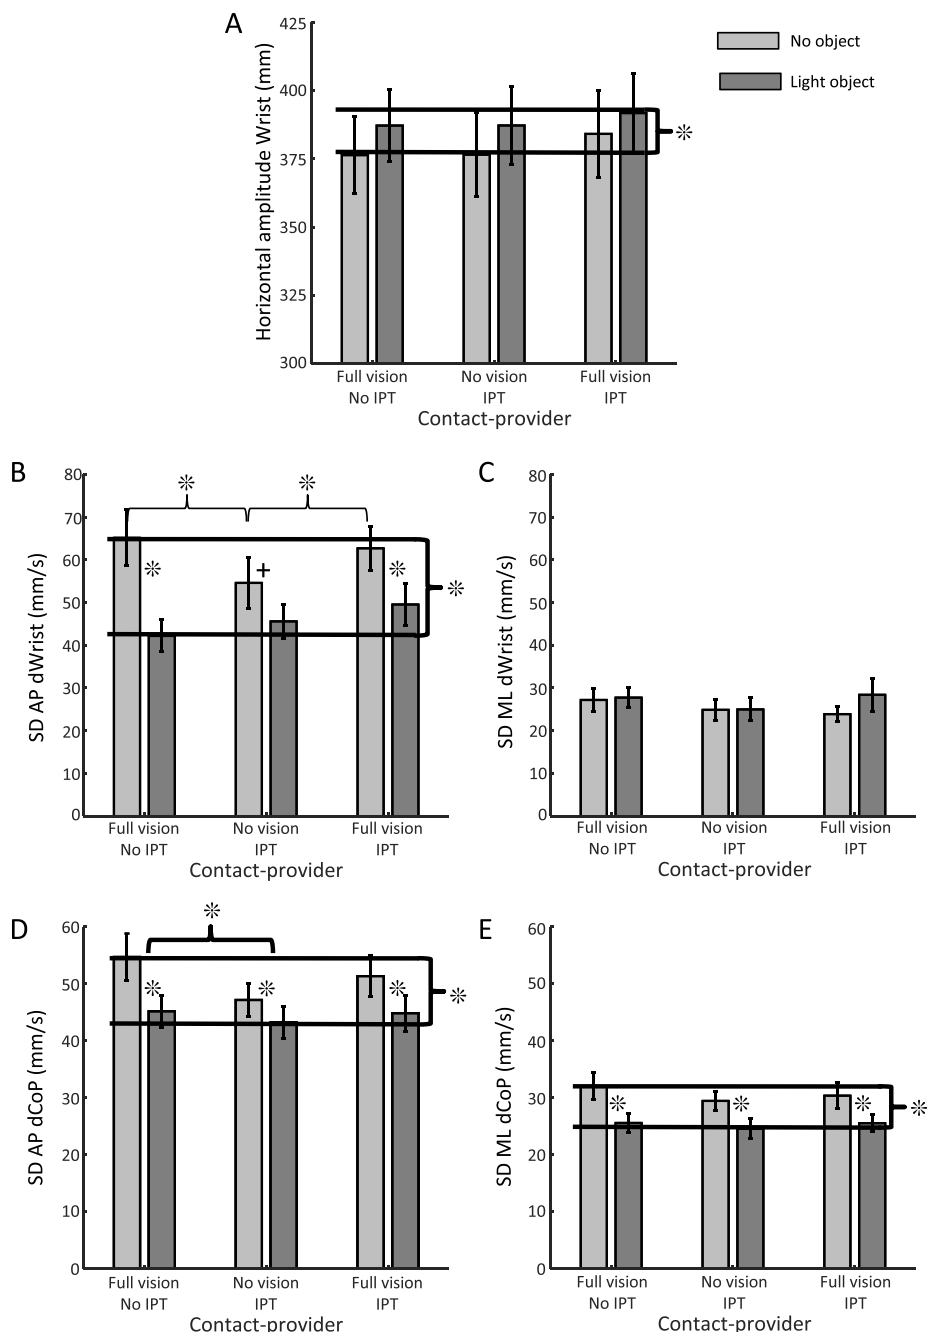 A
Horizontal amplitude Wrist (mm)
425
400
375
350
325
300
No object
Light object
❊
Full vision
No IPT
No vision
IPT
Full vision
IPT
Contact-provider
B
SD AP dWrist (mm/s)
80
70
60
50
40
30
20
10
0
❊
❊
❊
+
❊
❊
Full vision
No IPT
No vision
IPT
Full vision
IPT
Contact-provider
C
SD ML dWrist (mm/s)
80
70
60
50
40
30
20
10
0
Full vision
No IPT
No vision
IPT
Full vision
IPT
Contact-provider
D
SD AP dCoP (mm/s)
60
50
40
30
20
10
0
❊
❊
❊
❊
❊
Full vision
No IPT
No vision
IPT
Full vision
IPT
Contact-provider
E
SD ML dCoP (mm/s)
60
50
40
30
20
10
0
❊
❊
❊
❊
Full vision
No IPT
No vision
IPT
Full vision
IPT
Contact-provider